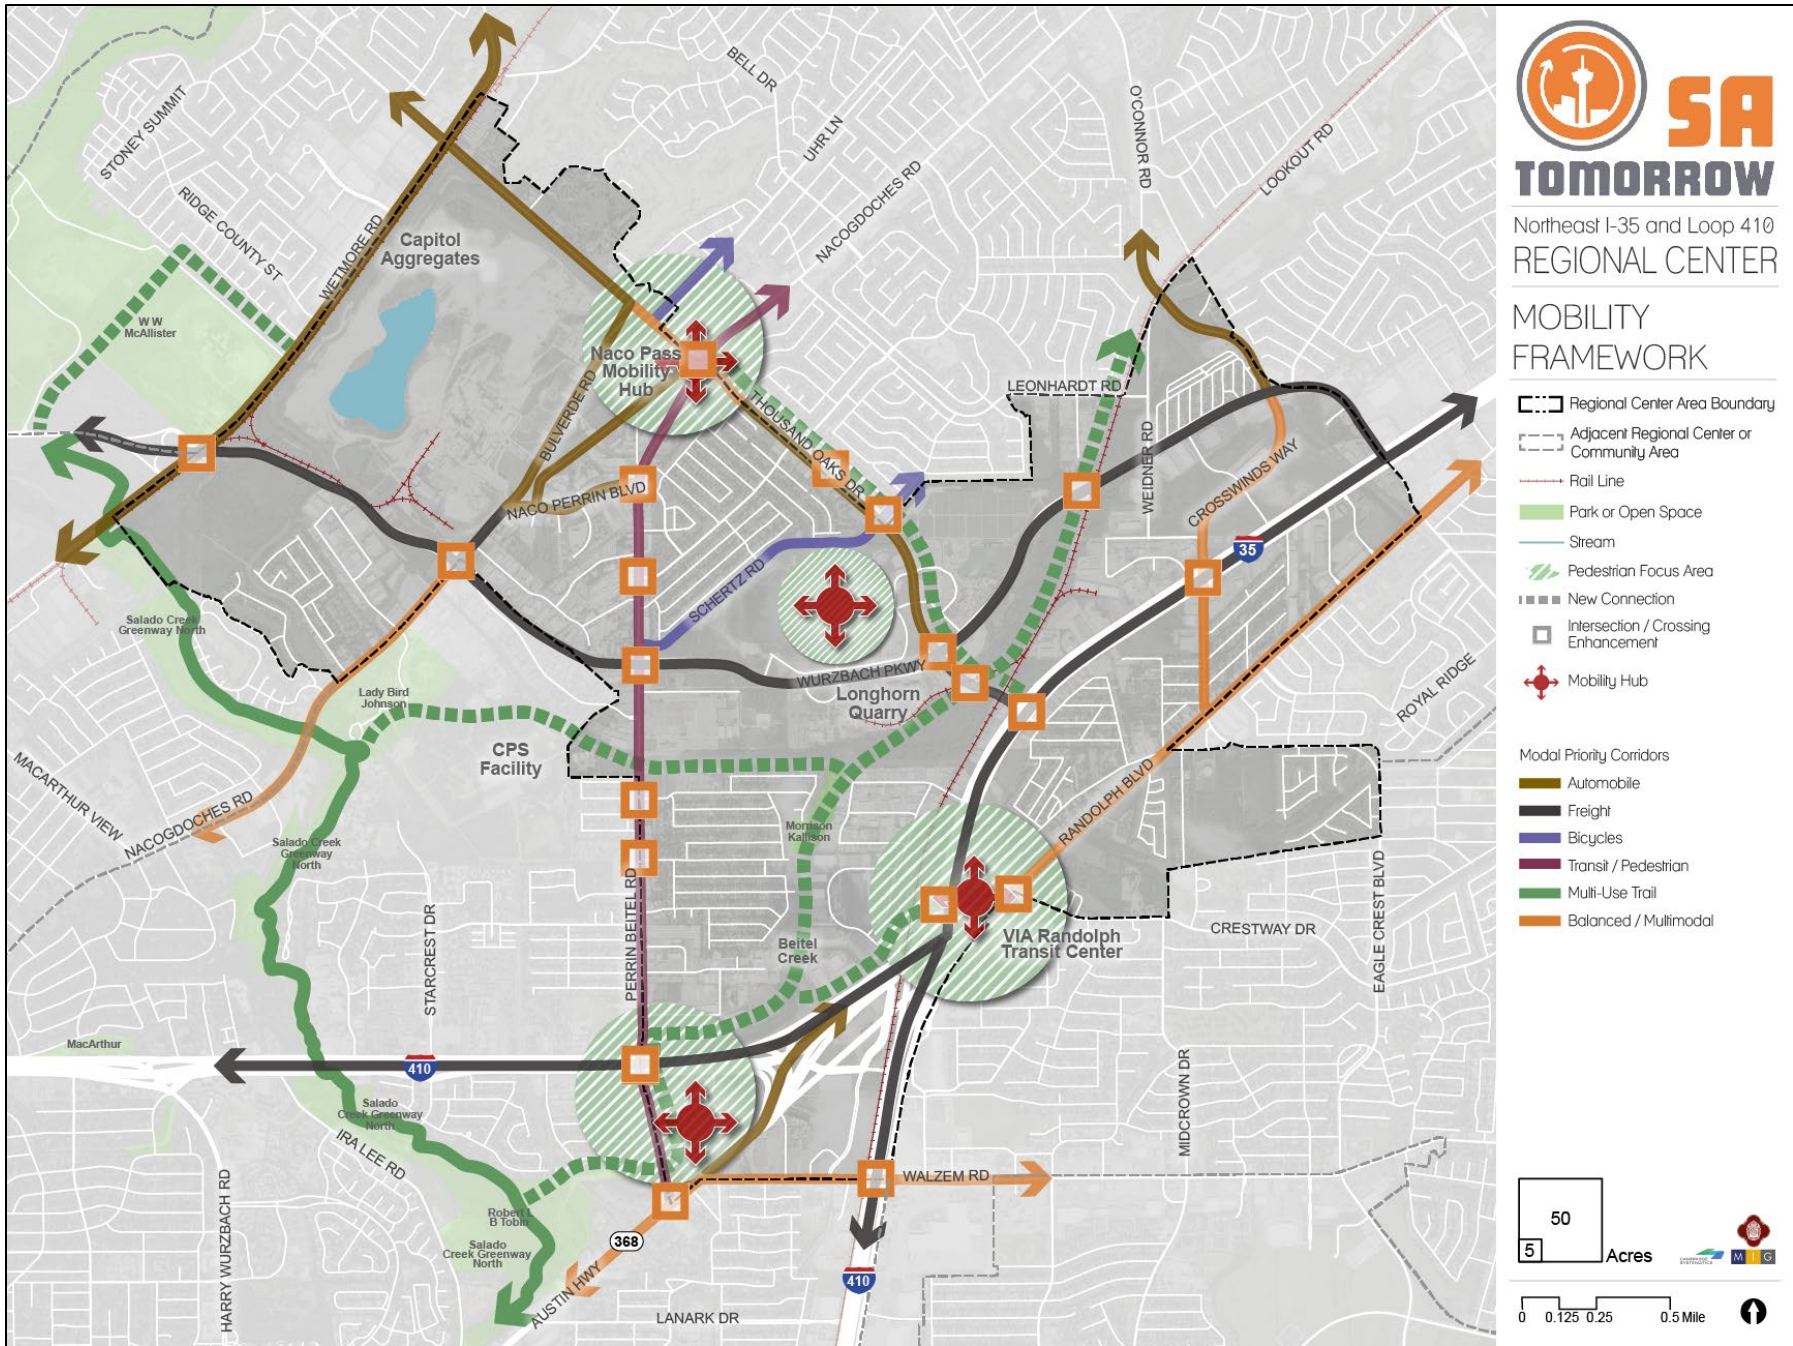 BELL DR
STONEY SUMMIT
UHR LN
O'CONNOR RD
LOOKOUT RD
NACOGDOCHES RD
RIDGE COUNTY ST
WETMORE RD
Capitol
Aggregates
W W
McAllister
Naco Pass
Mobility
Hub
BULVERDE RD
THOUSAND OAKS DR
LEONHARDT RD
WEIDNER RD
CROSSWINDS WAY
NACO PERRIN BLVD
35
SCHERTZ RD
Salado Creek
Greenway North
WURZBACH PKWY
Longhorn
Quarry
Lady Bird
Johnson
ROYAL RIDGE
CPS
Facility
MACARTHUR VIEW
NACOGDOCHES RD
RANDOLPH BLVD
Morrison
Kallison
Salado Creek
Greenway
North
PERRIN BEITEL RD
STARCREST DR
Beitel
Creek
VIA Randolph
Transit Center
CRESTWAY DR
EAGLE CREST BLVD
MacArthur
410
MIDCROWN DR
Salado
Creek Greenway
North
IRA LEE RD
HARRY WURZBACH RD
WALZEM RD
Robert L
B Tobin
Salado
Creek Greenway
North
368
AUSTIN HWY
410
LANARK DR
SA
TOMORROW
Northeast I-35 and Loop 410
REGIONAL CENTER
MOBILITY
FRAMEWORK
Regional Center Area Boundary
Adjacent Regional Center or
Community Area
Rail Line
Park or Open Space
Stream
Pedestrian Focus Area
New Connection
Intersection / Crossing
Enhancement
Mobility Hub
Modal Priority Corridors
Automobile
Freight
Bicycles
Transit / Pedestrian
Multi-Use Trail
Balanced / Multimodal
50
5
Acres
CAMBRIDGE
SYSTEMATICS
M I G
0 0.125 0.25 0.5 Mile